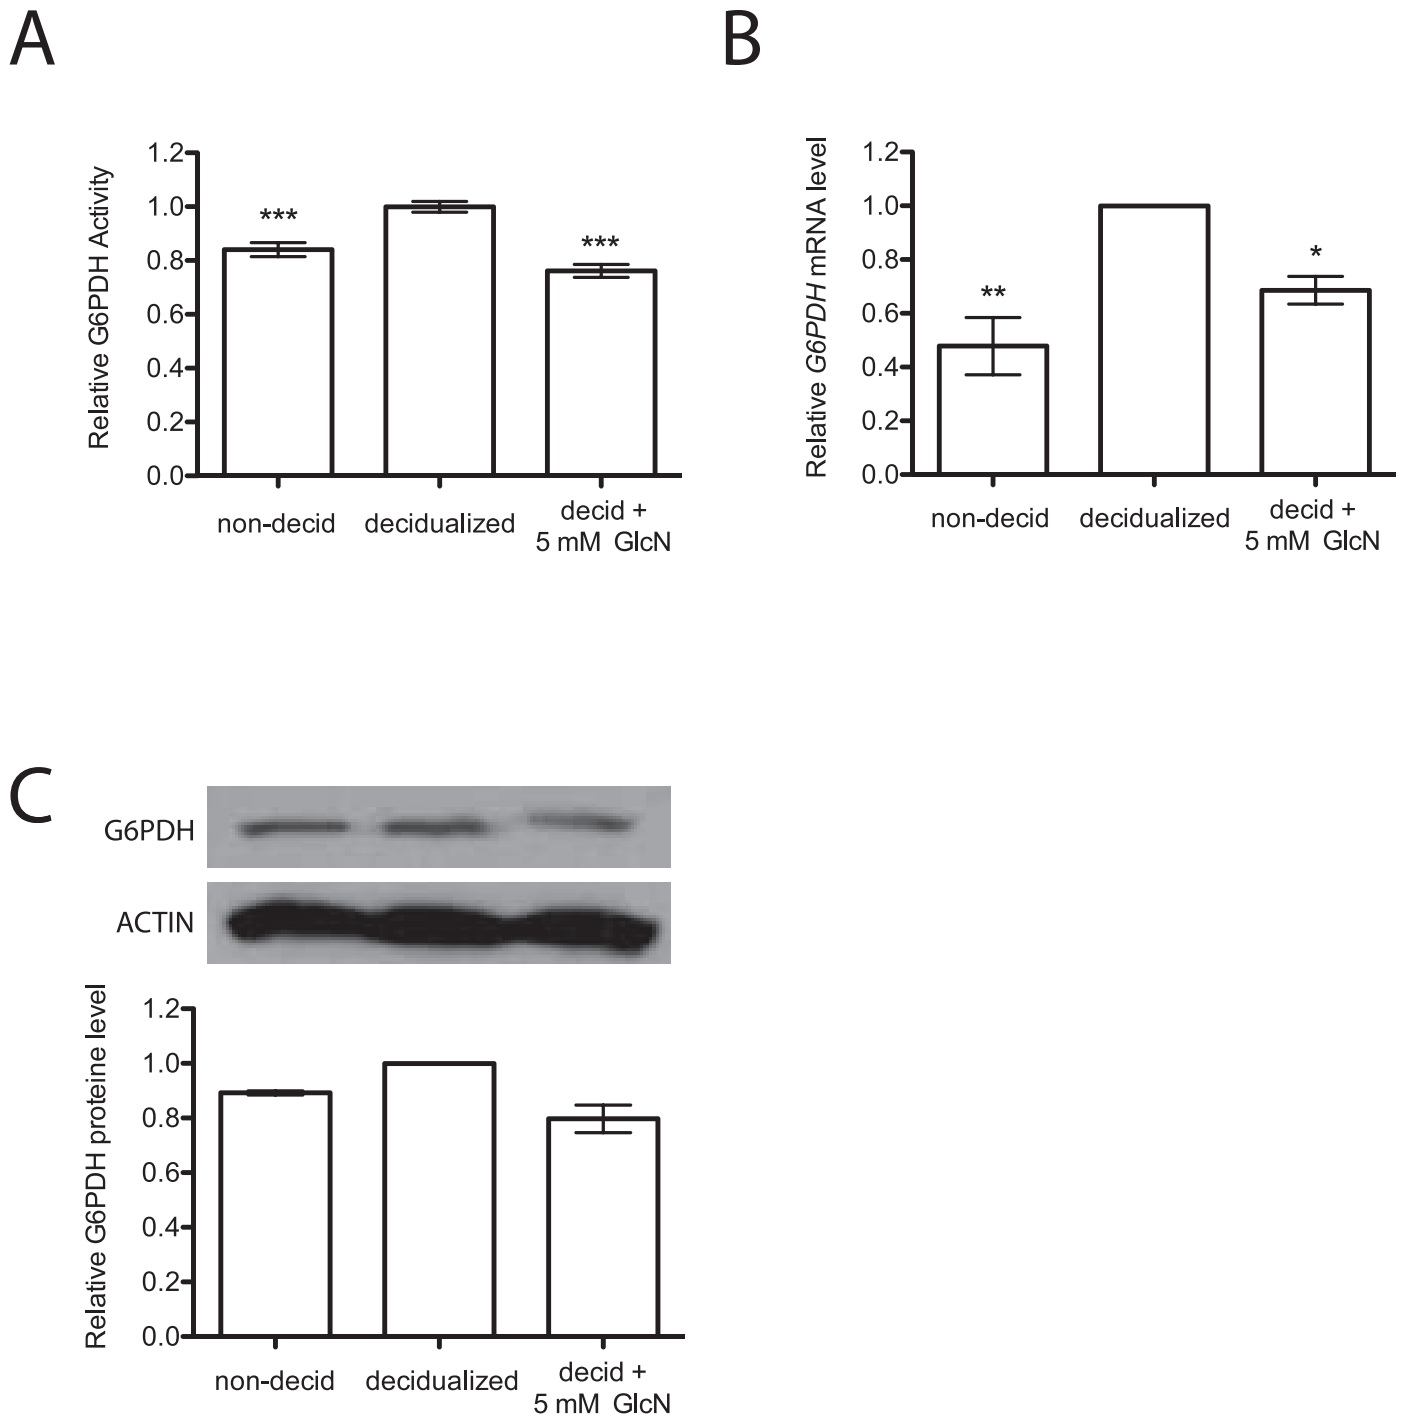 A
Relative G6PDH Activity
1.2
1.0
0.8
0.6
0.4
0.2
0.0
***
***
non-decid
decidualized
decid +
5 mM GlcN
B
Relative G6PDH mRNA level
1.2
1.0
0.8
0.6
0.4
0.2
0.0
**
*
non-decid
decidualized
decid +
5 mM GlcN
C
G6PDH
ACTIN
Relative G6PDH proteine level
1.2
1.0
0.8
0.6
0.4
0.2
0.0
non-decid
decidualized
decid +
5 mM GlcN